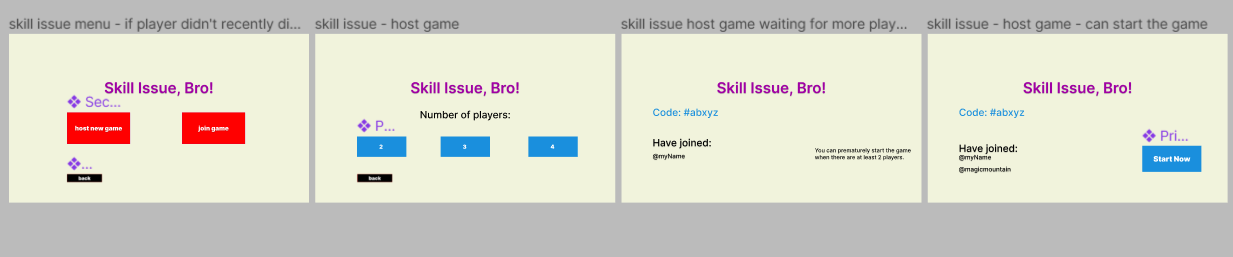 skill issue menu - if player didn't recently di...
Skill Issue, Bro!
Sec...
host new game
join game
...
back
skill issue - host game
Skill Issue, Bro!
Number of players:
P...
2
3
4
back
skill issue host game waiting for more play...
Skill Issue, Bro!
Code: #abxyz
Have joined:
@myName
You can prematurely start the game
when there are at least 2 players.
skill issue - host game - can start the game
Skill Issue, Bro!
Code: #abxyz
Have joined:
@myName
@magicmountain
Pri...
Start Now